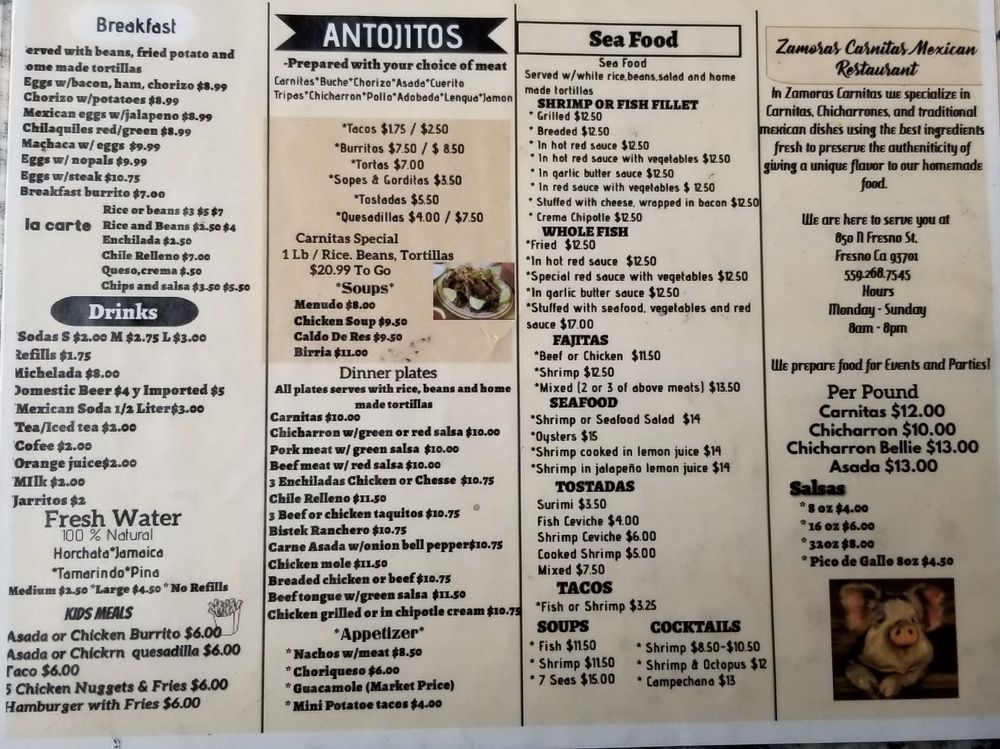 Breakfast
erved with beans, fried potato and
ome made tortillas
Eggs w/bacon, ham, chorizo $8.99
Chorizo w/potatoes $8.99
Mexican eggs w/jalapeno $8.99
Chilaquiles red/green $8.99
Machaca w/ eggs $9.99
Eggs w/ nopals $9.99
Eggs w/steak $10.75
Breakfast burrito $7.00
la carte
Rice or beans $3 $5 $7
Rice and Beans $2.50 $4
Enchilada $2.50
Chile Relleno $7.00
Queso,crema $.50
Chips and salsa $3.50 $5.50
Drinks
Sodas S $2.00 M $2.75 L $3.00
Refills $1.75
Michelada $8.00
Domestic Beer $4 y Imported $5
Mexican Soda 1/2 Liter$3.00
Tea/Iced tea $2.00
Cofee $2.00
Orange juice$2.00
MIlk $2.00
Jarritos $2
Fresh Water
100 % Natural
Horchata*Jamaica
*Tamarindo*Pina
Medium $2.50 *Large $4.50 *No Refills
KIDS MEALS
Asada or Chicken Burrito $6.00
Asada or Chickrn quesadilla $6.00
Taco $6.00
5 Chicken Nuggets & Fries $6.00
Hamburger with Fries $6.00
ANTOJITOS
-Prepared with your choice of meat
Carnitas*Buche*Chorizo*Asada*Cuerito
Tripas*Chicharron*Pollo*Adobada*Lengua*Jamon
*Tacos $1.75 / $2.50
*Burritos $7.50 / $ 8.50
*Tortas $7.00
*Sopes & Gorditas $3.50
*Tostadas $5.50
*Quesadillas $4.00 / $7.50
Carnitas Special
1 Lb / Rice. Beans, Tortillas
$20.99 To Go
*Soups*
Menudo $8.00
Chicken Soup $9.50
Caldo De Res $9.50
Birria $11.00
Dinner plates
All plates serves with rice, beans and home
made tortillas
Carnitas $10.00
Chicharron w/green or red salsa $10.00
Pork meat w/ green salsa $10.00
Beef meat w/ red salsa $10.00
3 Enchiladas Chicken or Chesse $10.75
Chile Relleno $11.50
3 Beef or chicken taquitos $10.75
Bistek Ranchero $10.75
Carne Asada w/onion bell pepper$10.75
Chicken mole $11.50
Breaded chicken or beef $10.75
Beef tongue w/green salsa $11.50
Chicken grilled or in chipotle cream $10.75
*Appetizer*
*Nachos w/meat $8.50
*Choriqueso $6.00
*Guacamole (Market Price)
*Mini Potatoe tacos $4.00
Sea Food
Sea Food
Served w/white rice,beans,salad and home
made tortillas
SHRIMP OR FISH FILLET
* Grilled $12.50
* Breaded $12.50
* In hot red sauce $12.50
* In hot red sauce with vegetables $12.50
* In garlic butter sauce $12.50
* In red sauce with vegetables $ 12.50
* Stuffed with cheese, wrapped in bacon $12.50
* Crema Chipotle $12.50
WHOLE FISH
*Fried $12.50
*In hot red sauce $12.50
*Special red sauce with vegetables $12.50
*In garlic butter sauce $12.50
*Stuffed with seafood, vegetables and red
sauce $17.00
FAJITAS
*Beef or Chicken $11.50
*Shrimp $12.50
*Mixed (2 or 3 of above meats) $13.50
SEAFOOD
*Shrimp or Seafood Salad $14
*Oysters $15
*Shrimp cooked in lemon juice $14
*Shrimp in jalapeño lemon juice $14
TOSTADAS
Surimi $3.50
Fish Ceviche $4.00
Shrimp Ceviche $6.00
Cooked Shrimp $5.00
Mixed $7.50
TACOS
*Fish or Shrimp $3.25
SOUPS
* Fish $11.50
* Shrimp $11.50
* 7 Seas $15.00
COCKTAILS
* Shrimp $8.50-$10.50
* Shrimp & Octopus $12
* Campechana $13
Zamoras Carnitas Mexican
Restaurant
In Zamoras Carnitas we specialize in
Carnitas, Chicharrones, and traditional
mexican dishes using the best ingredients
fresh to preserve the authenticity of
giving a unique flavor to our homemade
food.
We are here to serve you at
850 N Fresno St,
Fresno Ca 93701
559.268.7545
Hours
Monday - Sunday
8am - 8pm
We prepare food for Events and Parties!
Per Pound
Carnitas $12.00
Chicharron $10.00
Chicharron Bellie $13.00
Asada $13.00
Salsas
*8 oz $4.00
*16 oz $6.00
*32oz $8.00
*Pico de Gallo 8oz $4.50